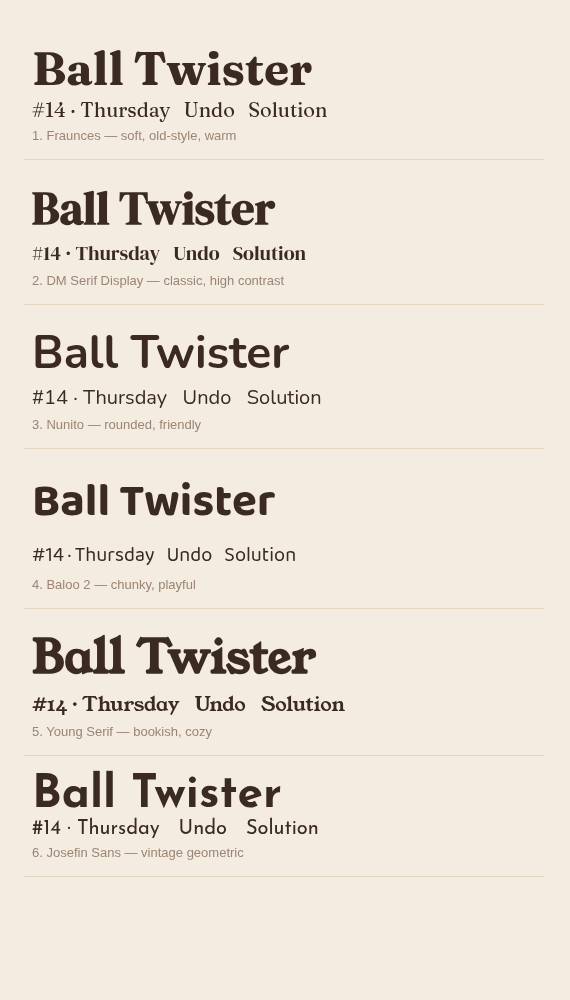 Ball Twister
#14 · Thursday Undo Solution
1. Fraunces — soft, old-style, warm
Ball Twister
#14 · Thursday Undo Solution
2. DM Serif Display — classic, high contrast
Ball Twister
#14 · Thursday Undo Solution
3. Nunito — rounded, friendly
Ball Twister
#14 · Thursday Undo Solution
4. Baloo 2 — chunky, playful
Ball Twister
#14 · Thursday Undo Solution
5. Young Serif — bookish, cozy
Ball Twister
#14 · Thursday Undo Solution
6. Josefin Sans — vintage geometric